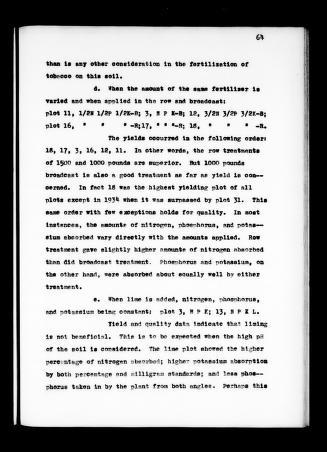 64
than is any other consideration in the fertilization of
tobacco on this soil.
d. When the amount of the same fertilizer is
varied and when applied in the row and broadcast:
plot 11, 1/2N 1/2P 1/2K-R; 3, N P K-R; 12, 3/2N 3/2P 3/2K-R;
plot 16, " " " -B;17, " " "-B; 18, " " " -B.
The yields occurred in the following order:
18, 17, 3, 16, 12, 11. In other words, the row treatments
of 1500 and 1000 pounds are superior. But 1000 pounds
broadcast is also a good treatment as far as yield is con--
cerned. In fact 18 was the highest yielding plot of all
plots except in 1934 when it was surpassed by plot 31. This
same order with few exceptions holds for quality. In most
instances, the amounts of nitrogen, phosphorus, and potas--
sium absorbed vary directly with the amounts applied. Row
treatment gave slightly higher amounts of nitrogen absorbed
than did broadcast treatment. Phosphorus and potassium, on
the other hand, were absorbed about equally well by either
treatment.
e. When lime is added, nitrogen, phosphorus,
and potassium being constant: plot 3, N P K; 13, N P K L.
Yield and quality data indicate that liming
is not beneficial. This is to be expected when the high pH
of the soil is considered. The lime plot showed the higher
percentage of nitrogen absorbed; higher potassium absorption
by both percentage and milligram standards; and less phos--
phorus taken in by the plant from both angles. Perhaps this